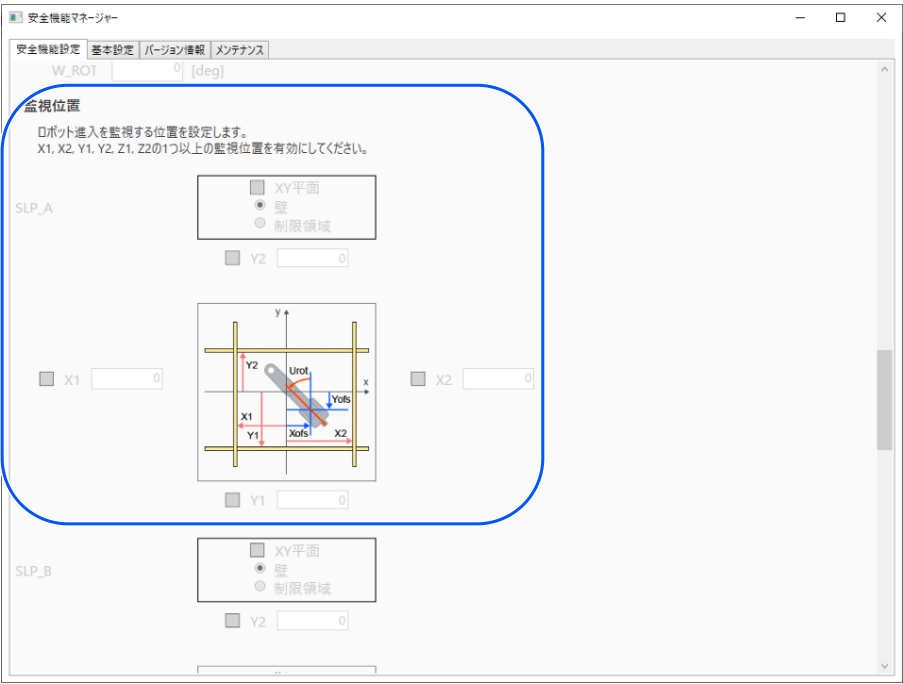 安全機能マネージャー
安全機能設定 基本設定 バージョン情報 メンテナンス
W_ROT 0 [deg]
監視位置
ロボット進入を監視する位置を設定します。
X1, X2, Y1, Y2, Z1, Z2の1つ以上の監視位置を有効にしてください。
XY平面
SLP_A
壁
制限領域
Y2 0
y
Y2
Urot
x
X1 0
X2 0
Yofs
X1
Y1
Xofs
X2
Y1 0
XY平面
SLP_B
壁
制限領域
Y2 0